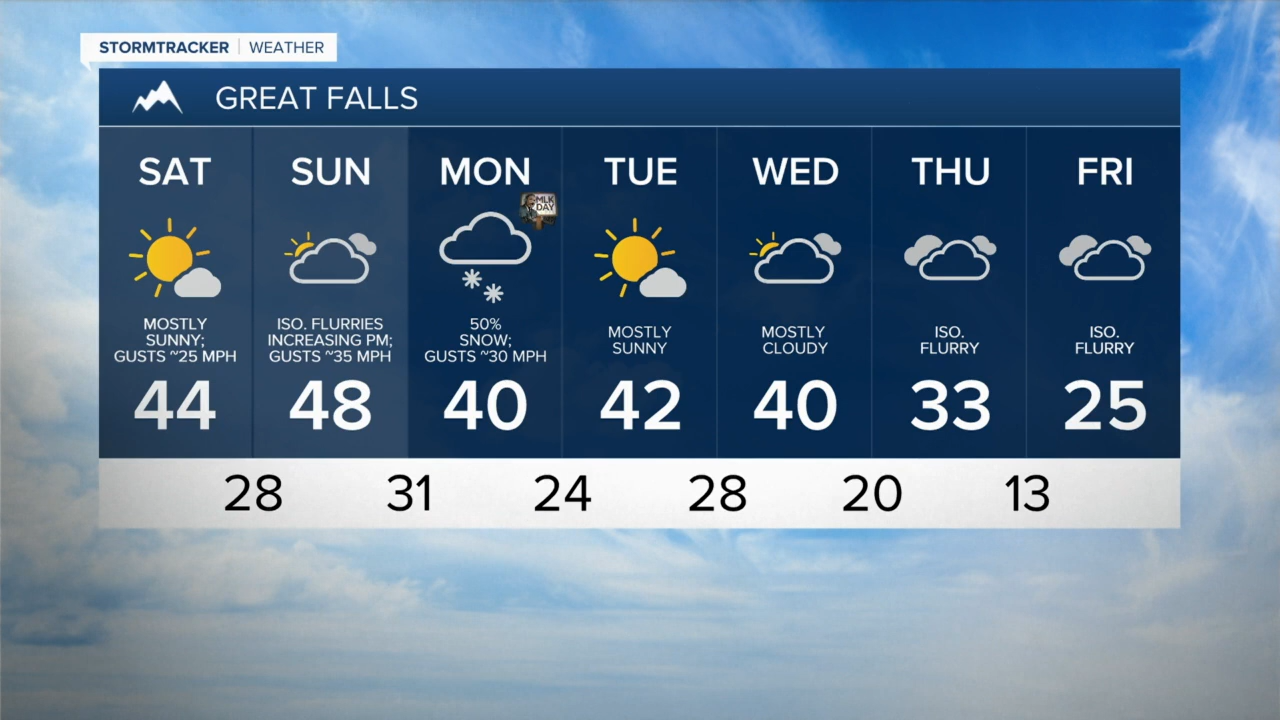 STORMTRACKER | WEATHER
GREAT FALLS
SAT
SUN
MON
TUE
WED
THU
FRI
MLK
DAY
MOSTLY
SUNNY;
GUSTS ~25 MPH
ISO. FLURRIES
INCREASING PM;
GUSTS ~35 MPH
50%
SNOW;
GUSTS ~30 MPH
MOSTLY
SUNNY
MOSTLY
CLOUDY
ISO.
FLURRY
ISO.
FLURRY
44
48
40
42
40
33
25
28
31
24
28
20
13